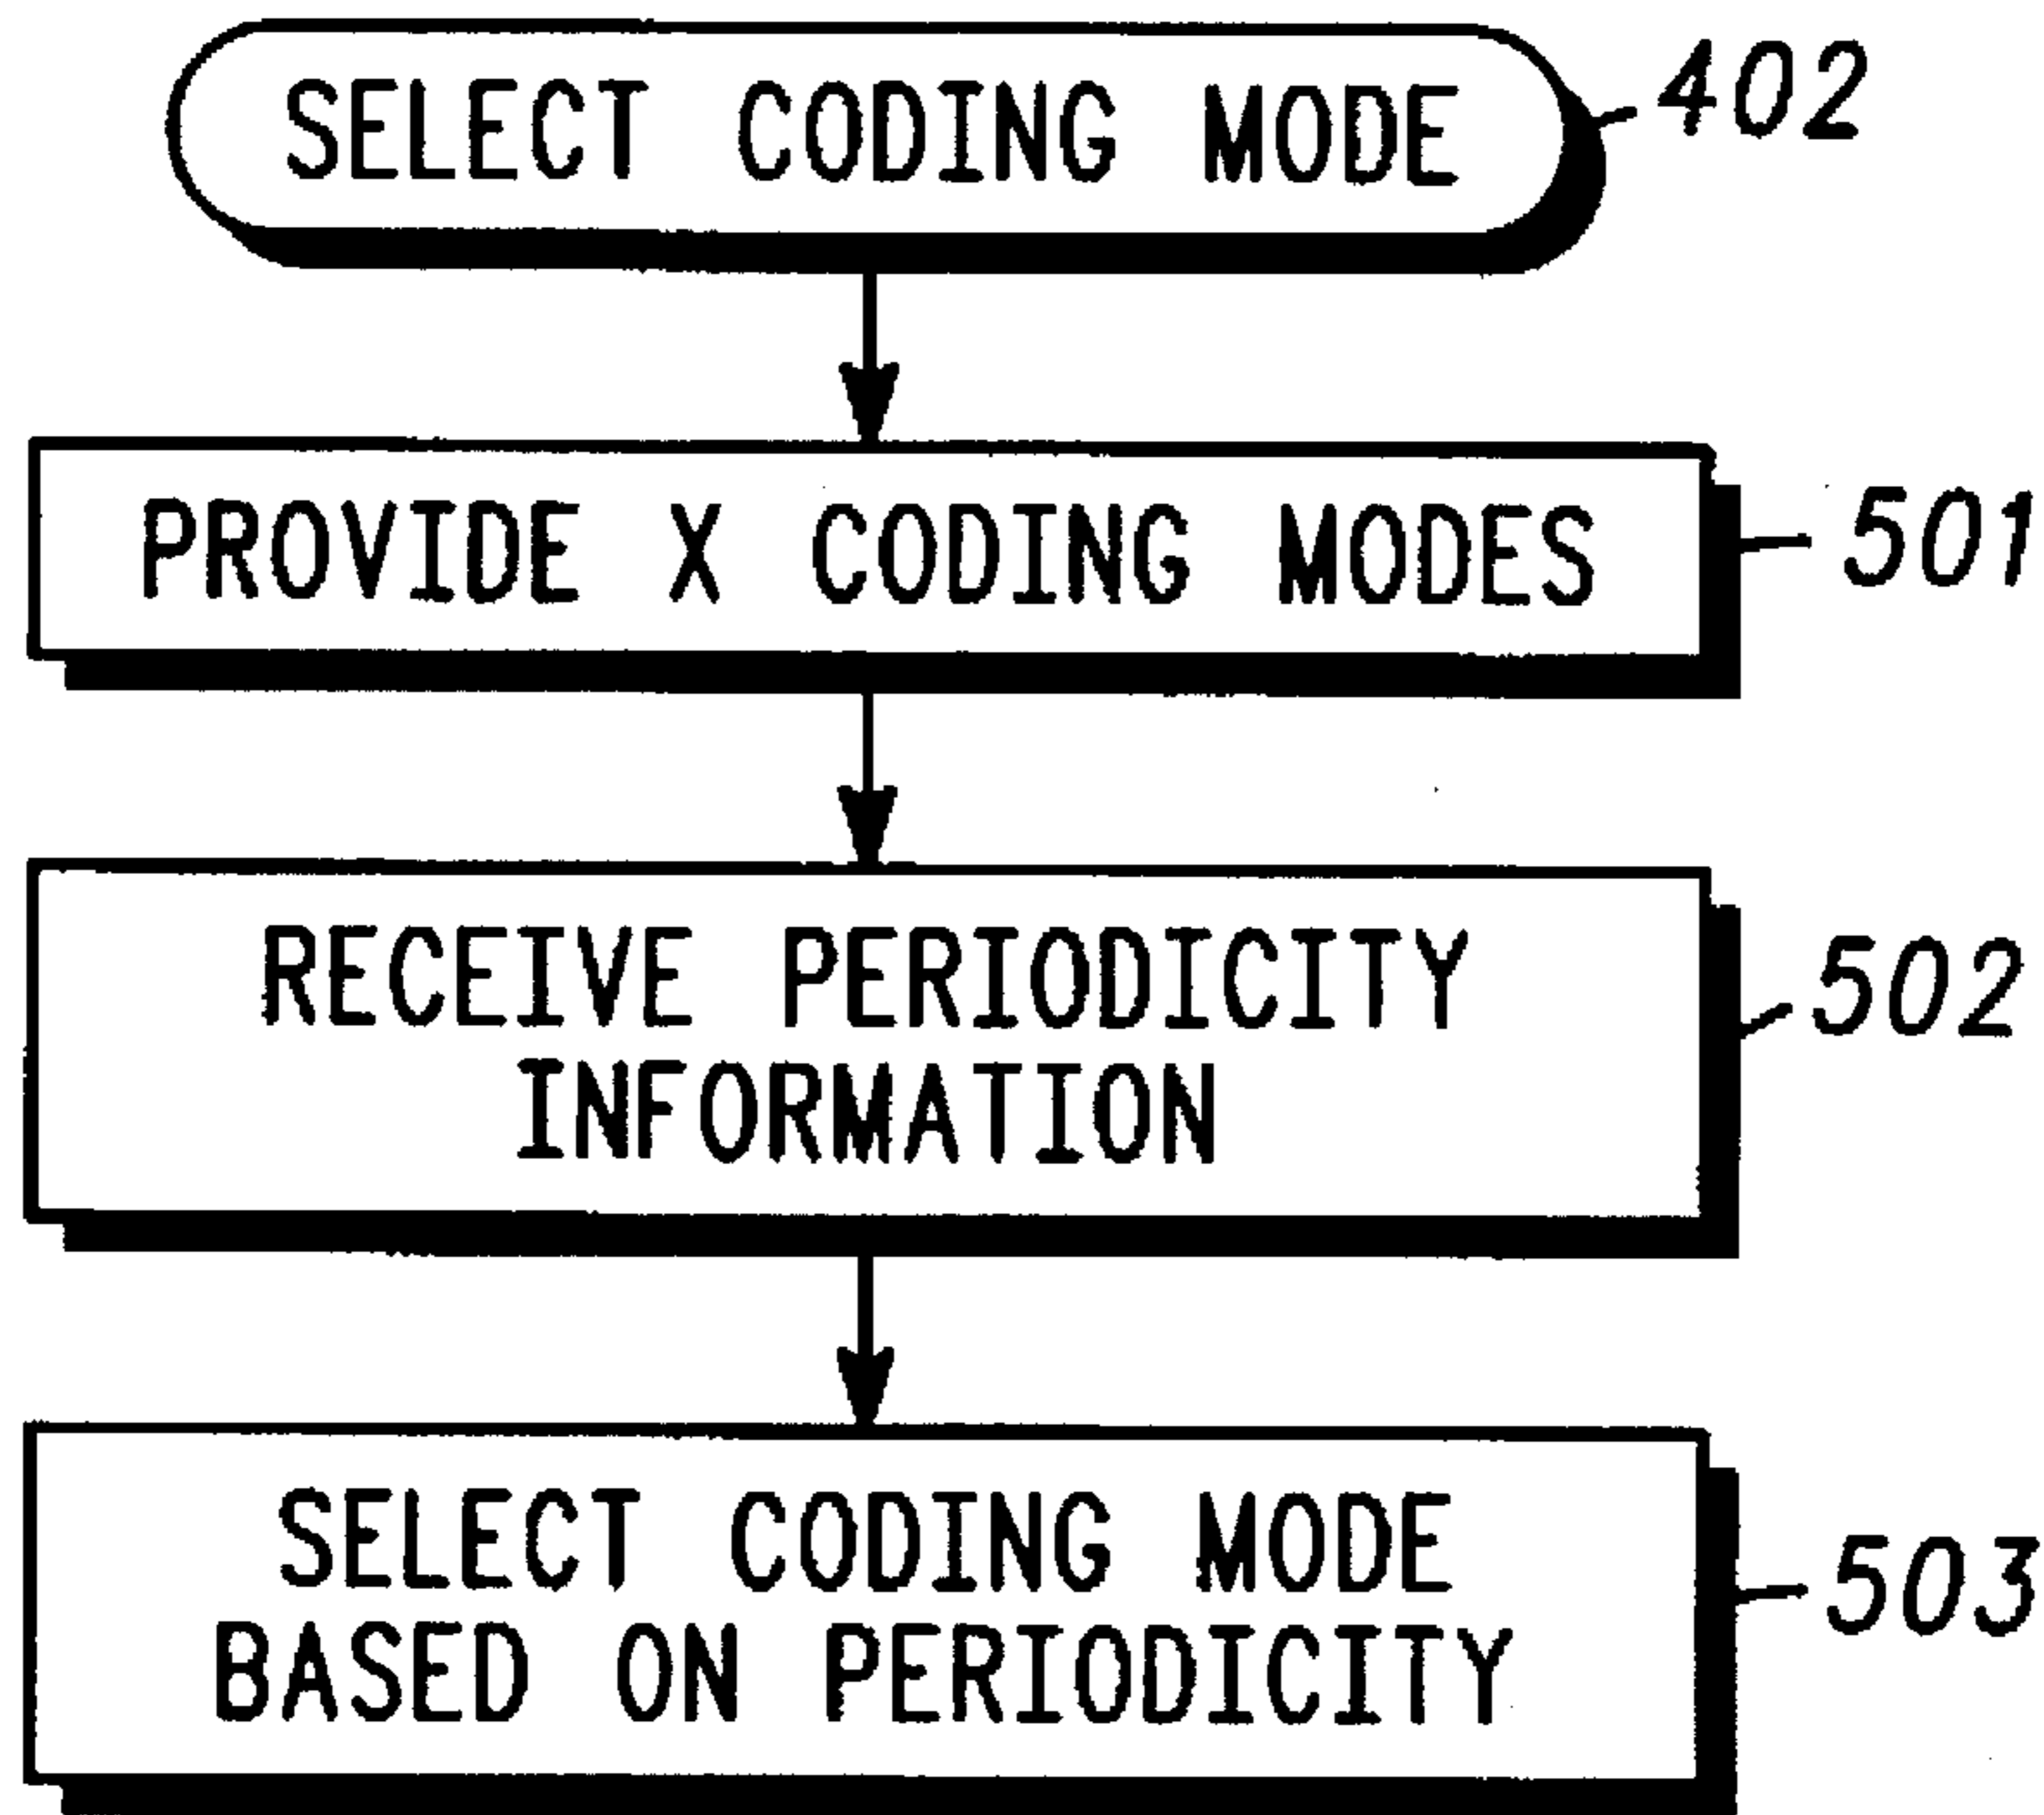 SELECT CODING MODE
402
PROVIDE X CODING MODES
501
RECEIVE PERIODICITY
INFORMATION
502
SELECT CODING MODE
BASED ON PERIODICITY
503